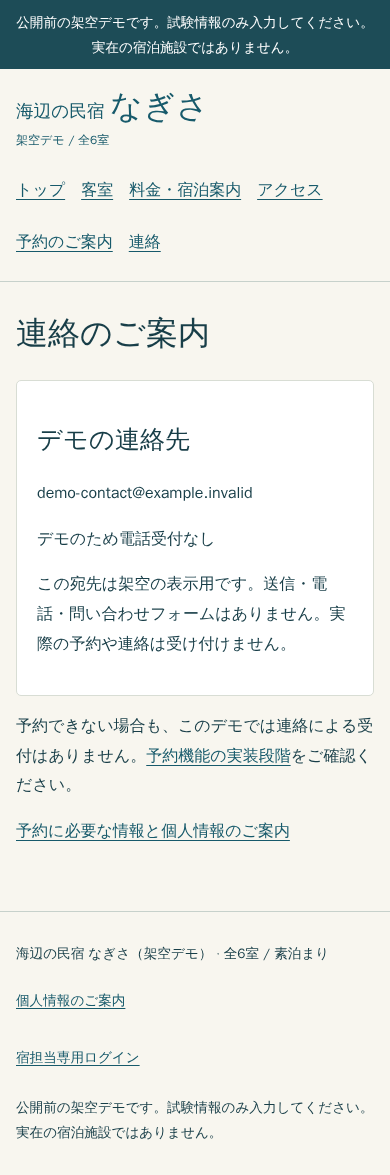 公開前の架空デモです。試験情報のみ入力してください。
実在の宿泊施設ではありません。
海辺の民宿 なぎさ
架空デモ / 全6室
トップ 客室 料金・宿泊案内 アクセス
予約のご案内 連絡
連絡のご案内
デモの連絡先
demo-contact@example.invalid
デモのため電話受付なし
この宛先は架空の表示用です。送信・電
話・問い合わせフォームはありません。実
際の予約や連絡は受け付けません。
予約できない場合も、このデモでは連絡による受
付はありません。予約機能の実装段階をご確認く
ださい。
予約に必要な情報と個人情報のご案内
海辺の民宿 なぎさ（架空デモ） · 全6室 / 素泊まり
個人情報のご案内
宿担当専用ログイン
公開前の架空デモです。試験情報のみ入力してください。
実在の宿泊施設ではありません。